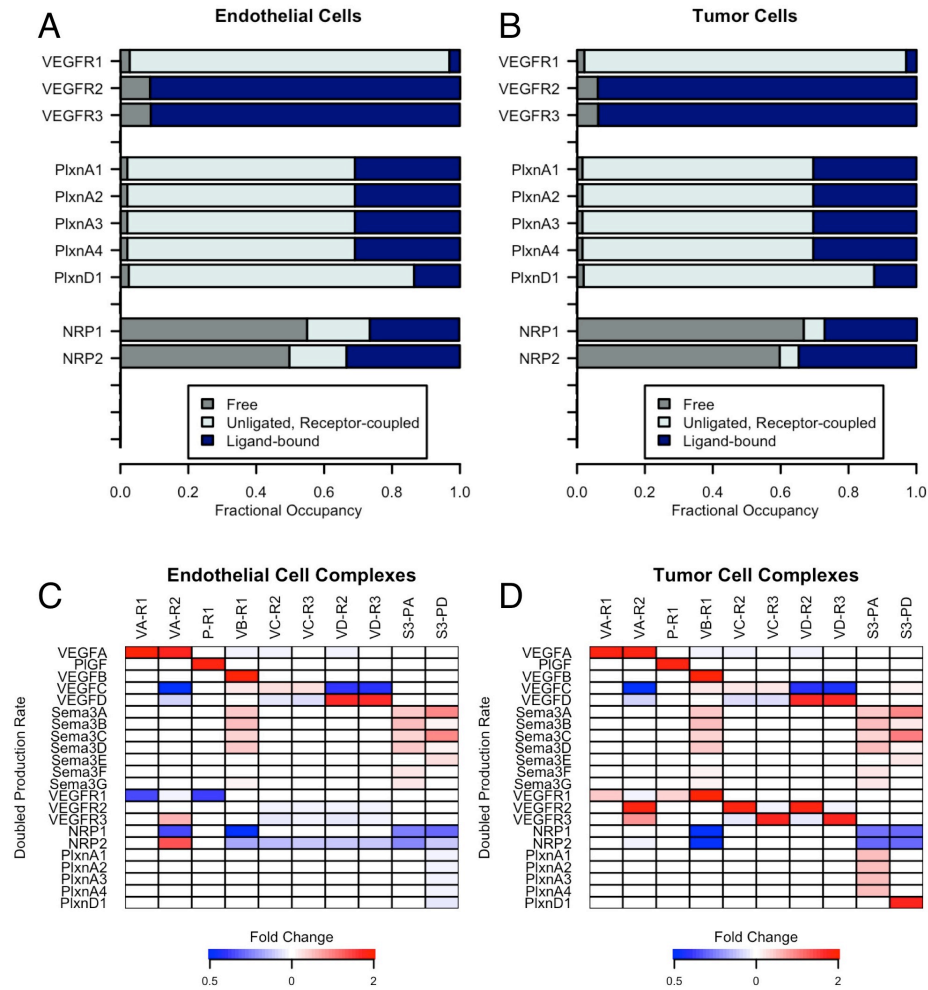 A
Endothelial Cells
VEGFR1
VEGFR2
VEGFR3
PlxnA1
PlxnA2
PlxnA3
PlxnA4
PlxnD1
NRP1
NRP2
Free
Unligated, Receptor-coupled
Ligand-bound
0.0 0.2 0.4 0.6 0.8 1.0
Fractional Occupancy
B
Tumor Cells
VEGFR1
VEGFR2
VEGFR3
PlxnA1
PlxnA2
PlxnA3
PlxnA4
PlxnD1
NRP1
NRP2
Free
Unligated, Receptor-coupled
Ligand-bound
0.0 0.2 0.4 0.6 0.8 1.0
Fractional Occupancy
C
Endothelial Cell Complexes
VA-R1 VA-R2 P-R1 VB-R1 VC-R2 VC-R3 VD-R2 VD-R3 S3-PA S3-PD
Doubled Production Rate
VEGFA
PlGF
VEGFB
VEGFC
VEGFD
Sema3A
Sema3B
Sema3C
Sema3D
Sema3E
Sema3F
Sema3G
VEGFR1
VEGFR2
VEGFR3
NRP1
NRP2
PlxnA1
PlxnA2
PlxnA3
PlxnA4
PlxnD1
Fold Change
0.5 0 2
D
Tumor Cell Complexes
VA-R1 VA-R2 P-R1 VB-R1 VC-R2 VC-R3 VD-R2 VD-R3 S3-PA S3-PD
Doubled Production Rate
VEGFA
PlGF
VEGFB
VEGFC
VEGFD
Sema3A
Sema3B
Sema3C
Sema3D
Sema3E
Sema3F
Sema3G
VEGFR1
VEGFR2
VEGFR3
NRP1
NRP2
PlxnA1
PlxnA2
PlxnA3
PlxnA4
PlxnD1
Fold Change
0.5 0 2